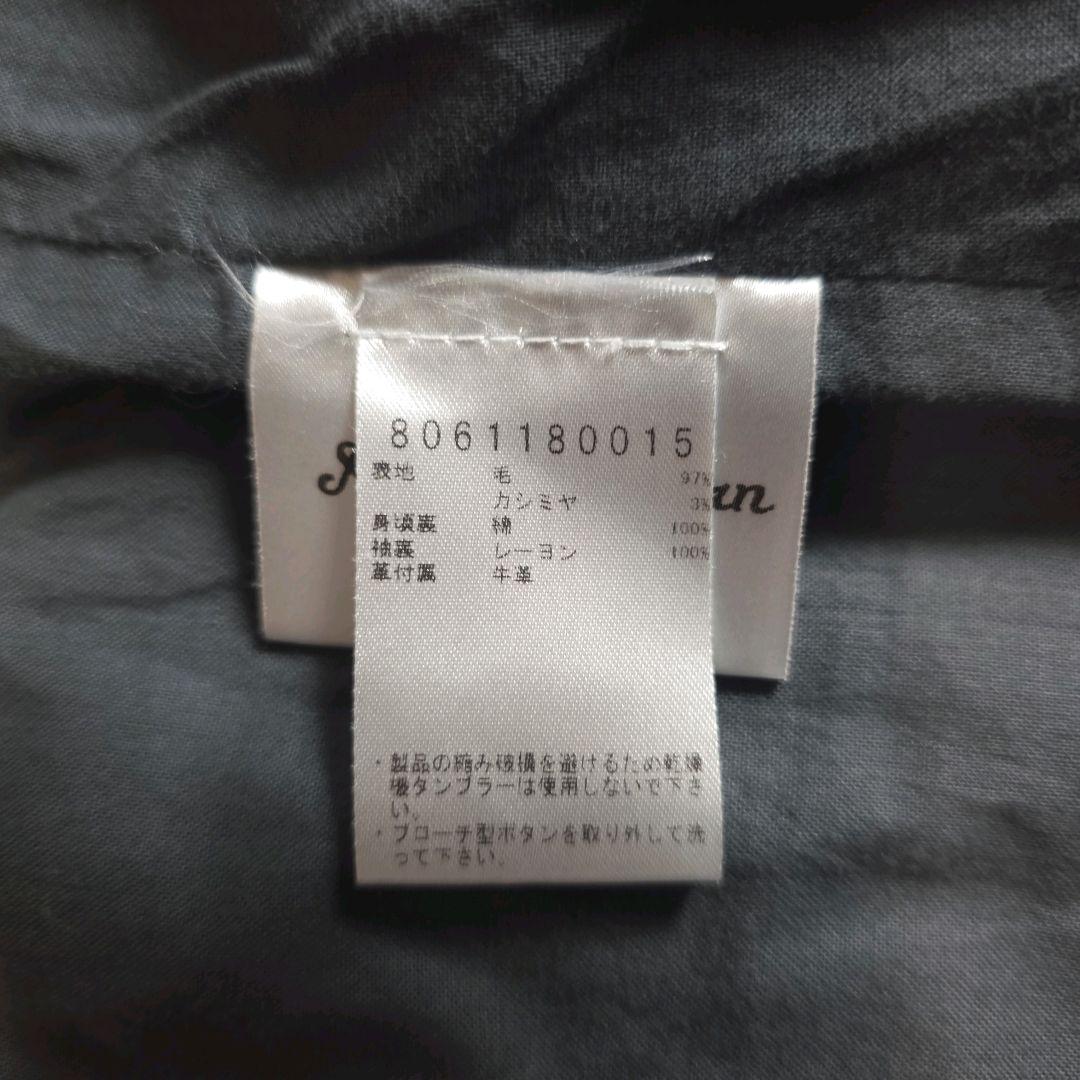 8061180015
表地 毛 97%
カシミヤ 3%
身頃裏 綿 100%
袖裏 レーヨン 100%
革付属 牛革
・製品の縮み破損を避けるため乾燥
機タンブラーは使用しないで下さ
い。
・ブローチ型ボタンを取り外して洗
って下さい。